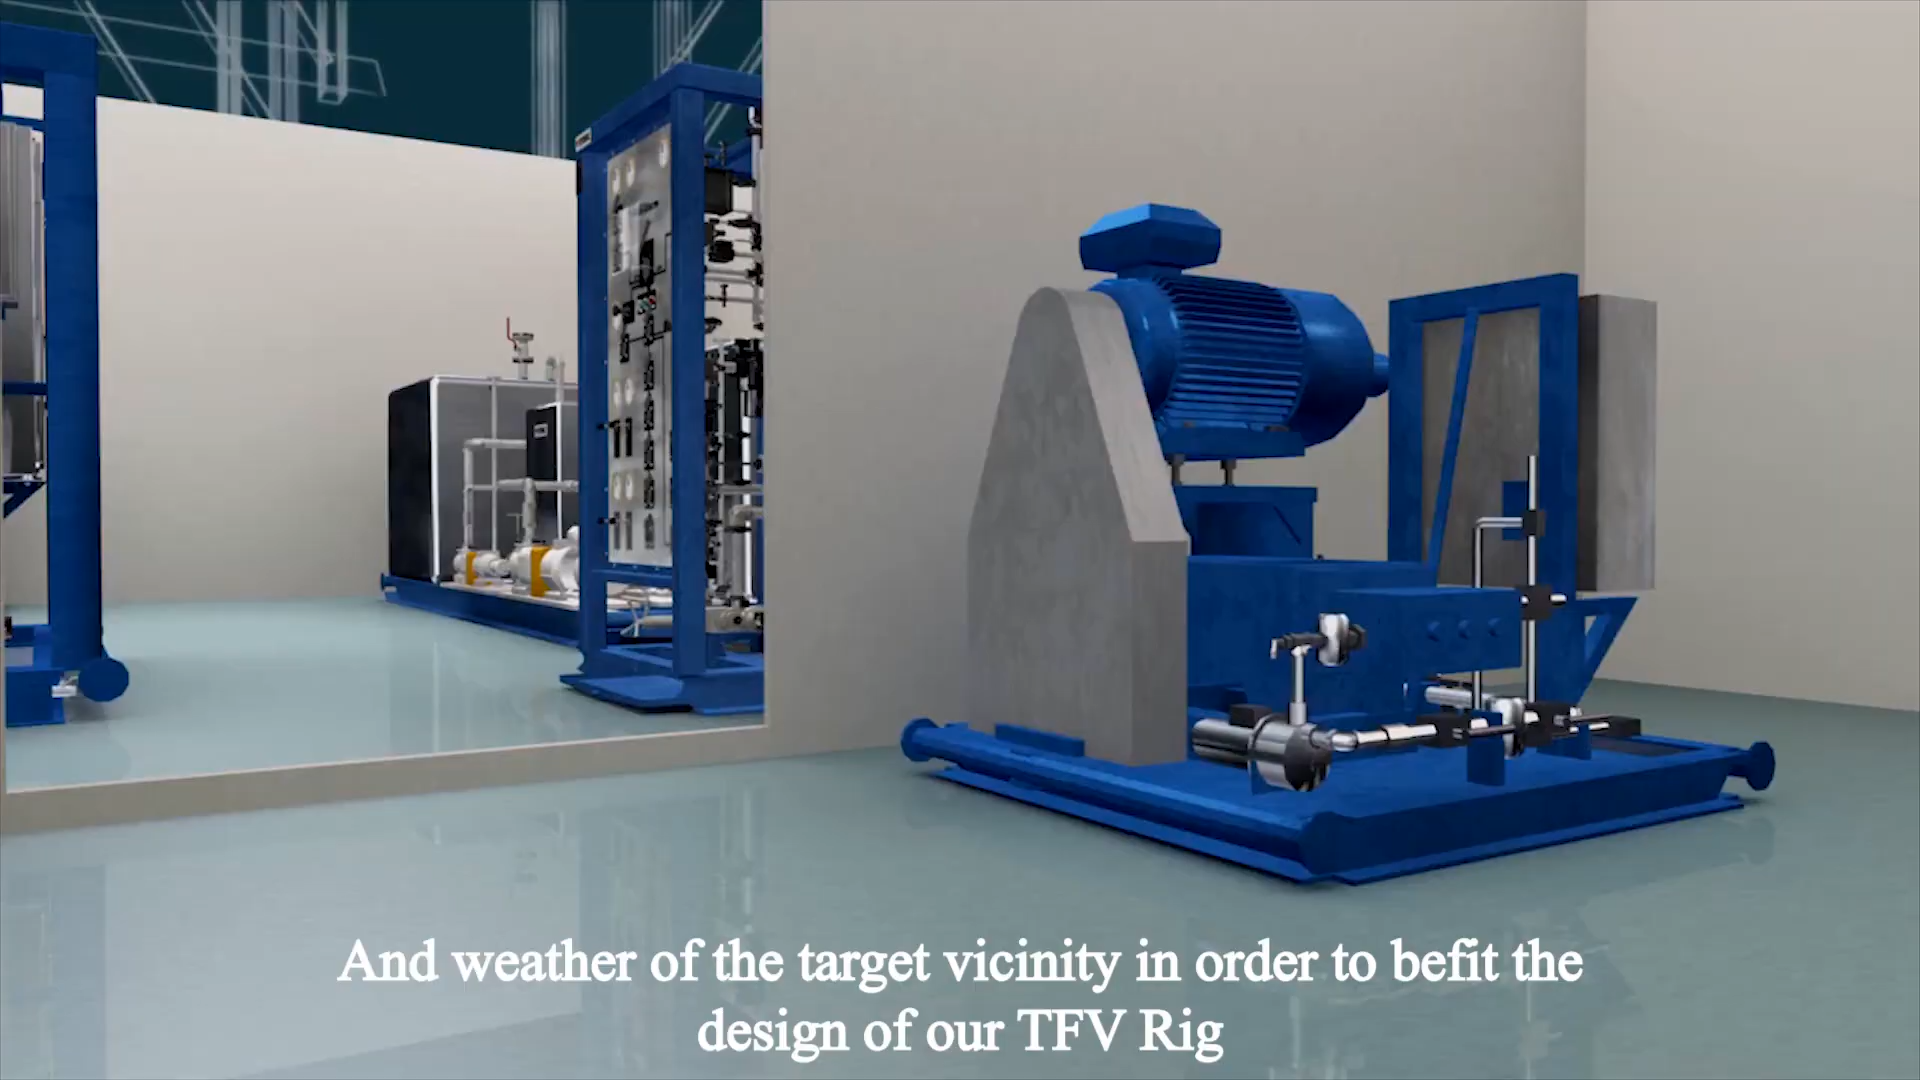 And weather of the target vicinity in order to befit the
design of our TFV Rig